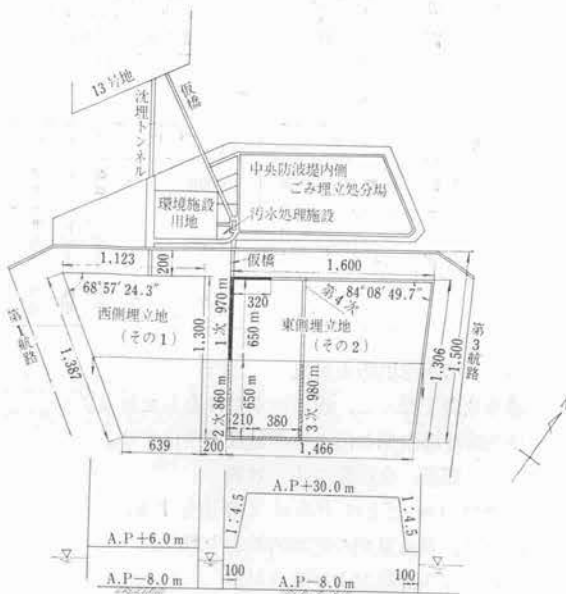 13号地
沈埋トンネル
仮橋
中央防波堤内側
ごみ埋立処分場
環境施設
用地
汚水処理施設
仮橋
1,123
200
1,600
68°57′24.3″
西側埋立地
(その1)
1,300
1次 970 m
320
650 m
第4次
84°08′49.7″
東側埋立地
(その2)
第1航路
1,387
1,306
1,500
第3航路
2次 860 m
650 m
210
380
3次 980 m
639
200
1,466
A.P+30.0 m
1:4.5
1:4.5
A.P+6.0 m
A.P−8.0 m
100
A.P−8.0 m
100